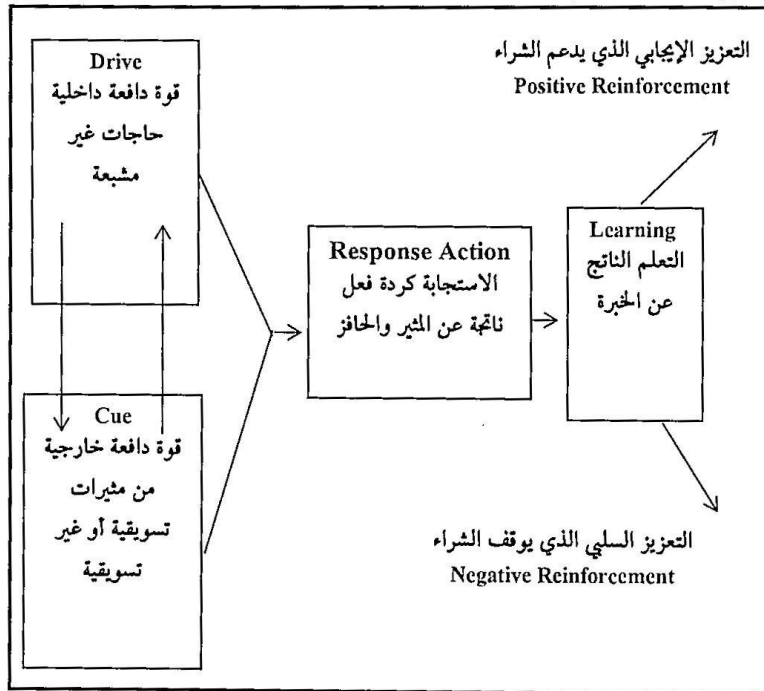 Drive
قوة دافعة داخلية
حاجات غير
مشبعة
Cue
قوة دافعة خارجية
من مثيرات
تسويقية أو غير
تسويقية
Response Action
الاستجابة كردة فعل
ناتجة عن المثير والحافز
Learning
التعلم الناتج
عن الخبرة
التعزيز الإيجابي الذي يدعم الشراء
Positive Reinforcement
التعزيز السلبي الذي يوقف الشراء
Negative Reinforcement